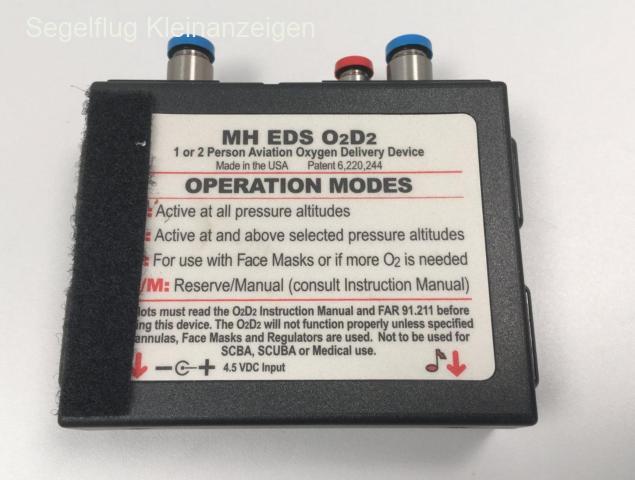 Segelflug Kleinanzeigen
MH EDS O2D2
1 or 2 Person Aviation Oxygen Delivery Device
Made in the USA Patent 6,220,244
OPERATION MODES
: Active at all pressure altitudes
: Active at and above selected pressure altitudes
: For use with Face Masks or if more O2 is needed
/M: Reserve/Manual (consult Instruction Manual)
must read the O2D2 Instruction Manual and FAR 91.211 before
this device. The O2D2 will not function properly unless specified
Face Masks and Regulators are used. Not to be used for
SCBA, SCUBA or Medical use.
4.5 VDC Input